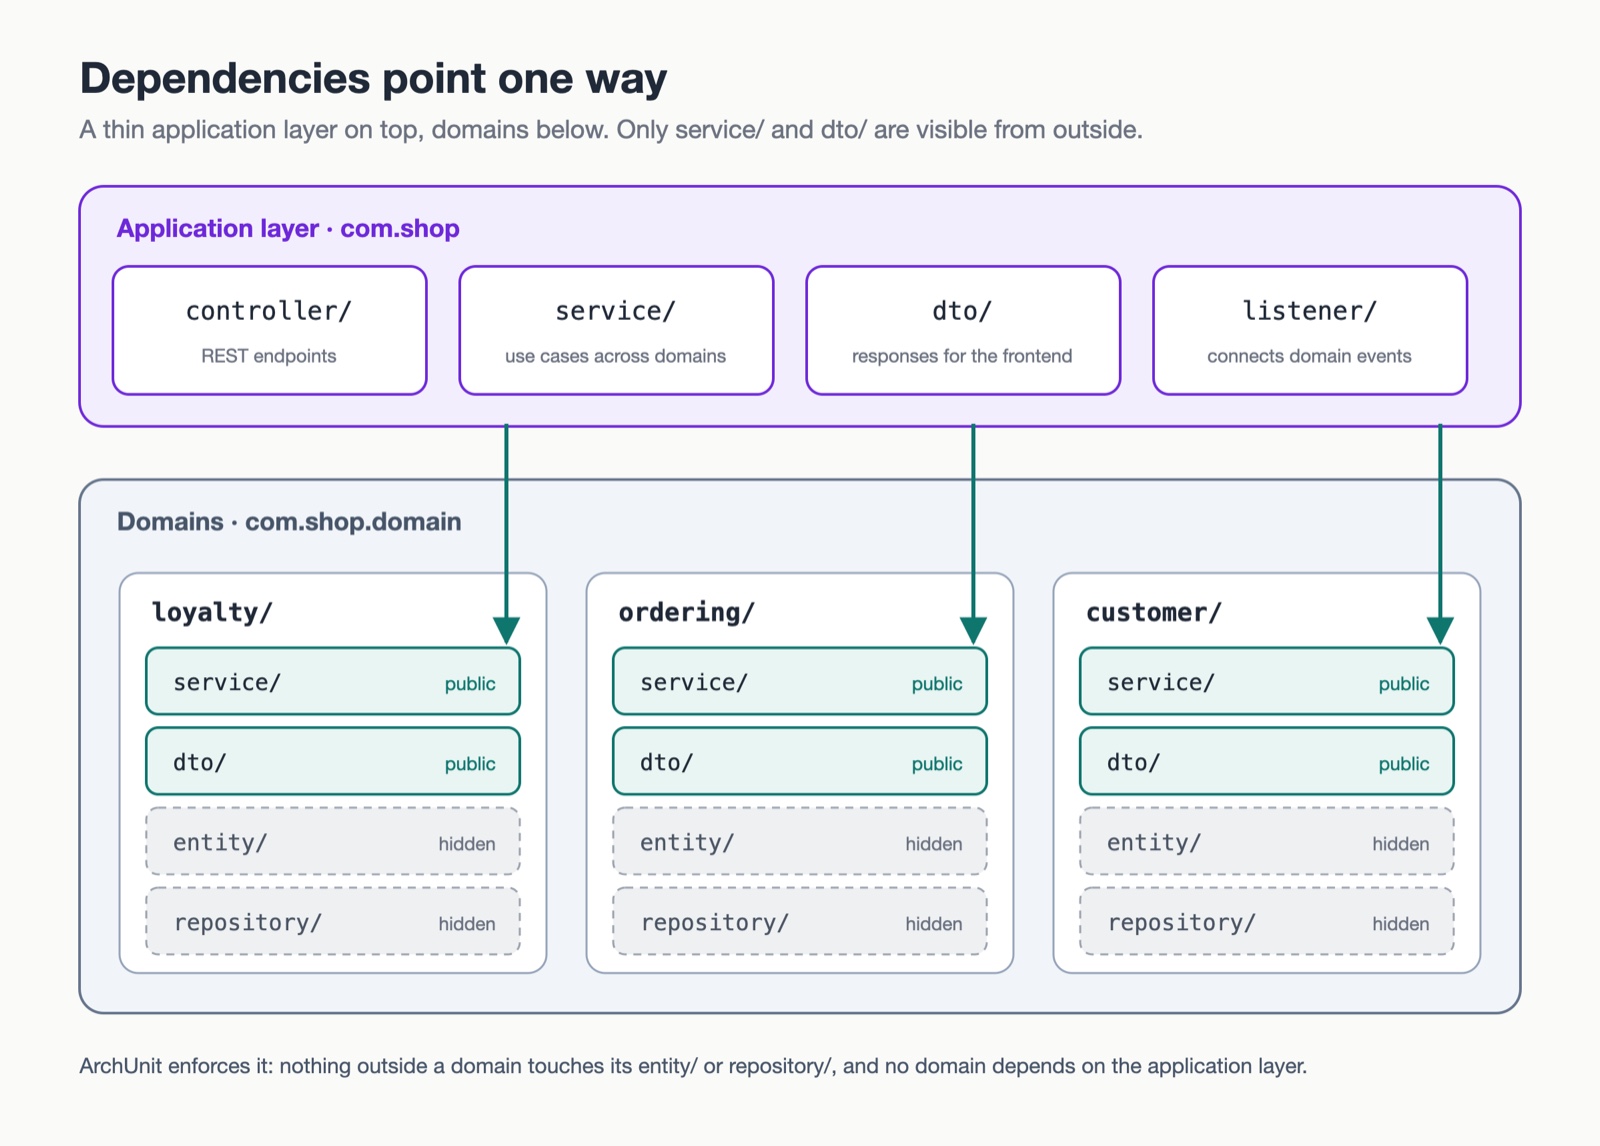 Dependencies point one way
A thin application layer on top, domains below. Only service/ and dto/ are visible from outside.
Application layer · com.shop
controller/
REST endpoints
service/
use cases across domains
dto/
responses for the frontend
listener/
connects domain events
Domains · com.shop.domain
loyalty/
service/ public
dto/ public
entity/ hidden
repository/ hidden
ordering/
service/ public
dto/ public
entity/ hidden
repository/ hidden
customer/
service/ public
dto/ public
entity/ hidden
repository/ hidden
ArchUnit enforces it: nothing outside a domain touches its entity/ or repository/, and no domain depends on the application layer.